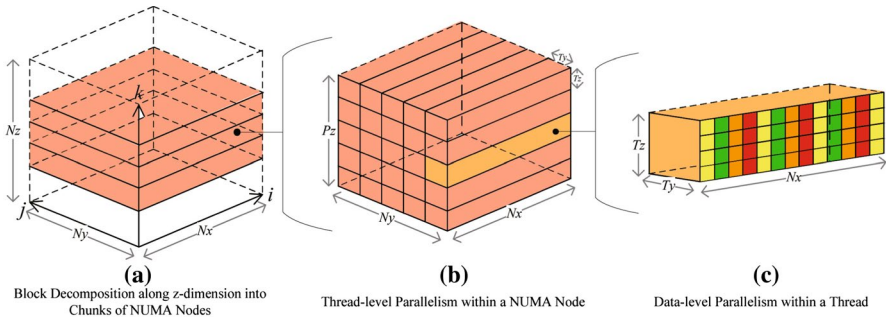 Nz
k
j
i
Ny
Nx
Pz
Ty
Tz
Ny
Nx
Tz
Ty
Nx
(a)
Block Decomposition along z-dimension into
Chunks of NUMA Nodes
(b)
Thread-level Parallelism within a NUMA Node
(c)
Data-level Parallelism within a Thread